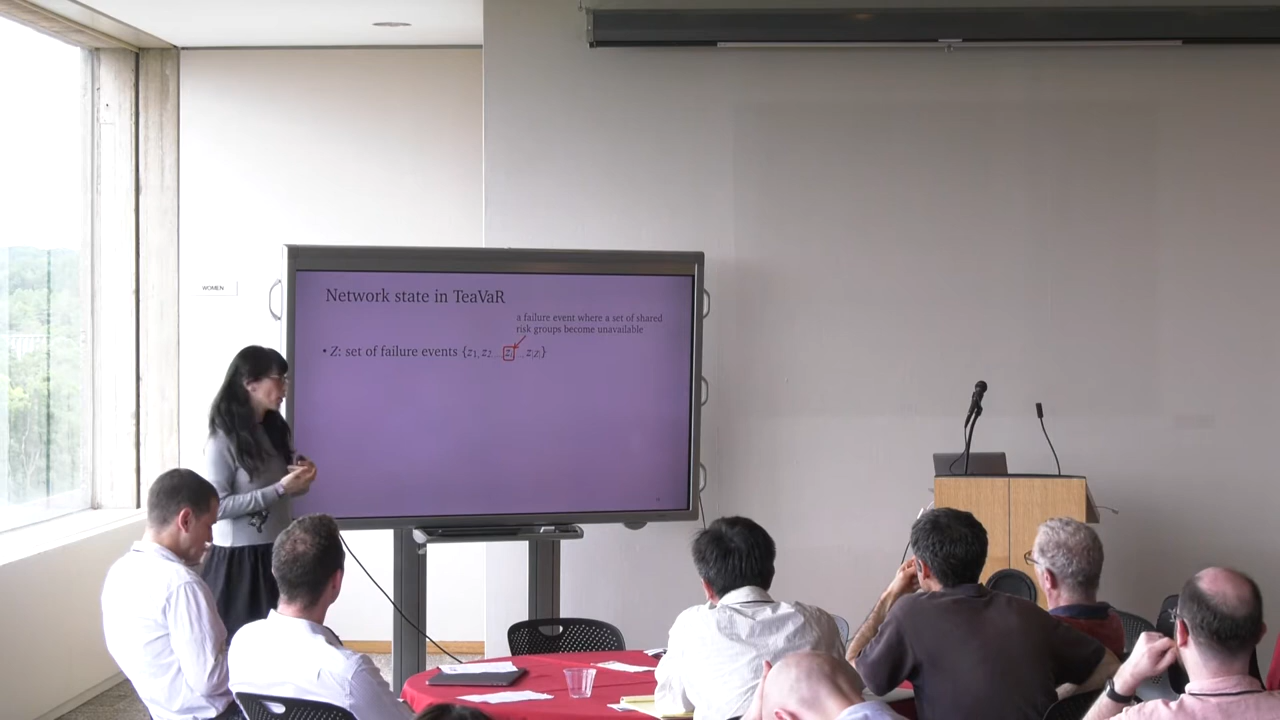 WOMEN
Network state in TeaVaR
a failure event where a set of shared
risk groups become unavailable
• Z: set of failure events {z₁, z₂ ... zᵢ ... z|Z|}